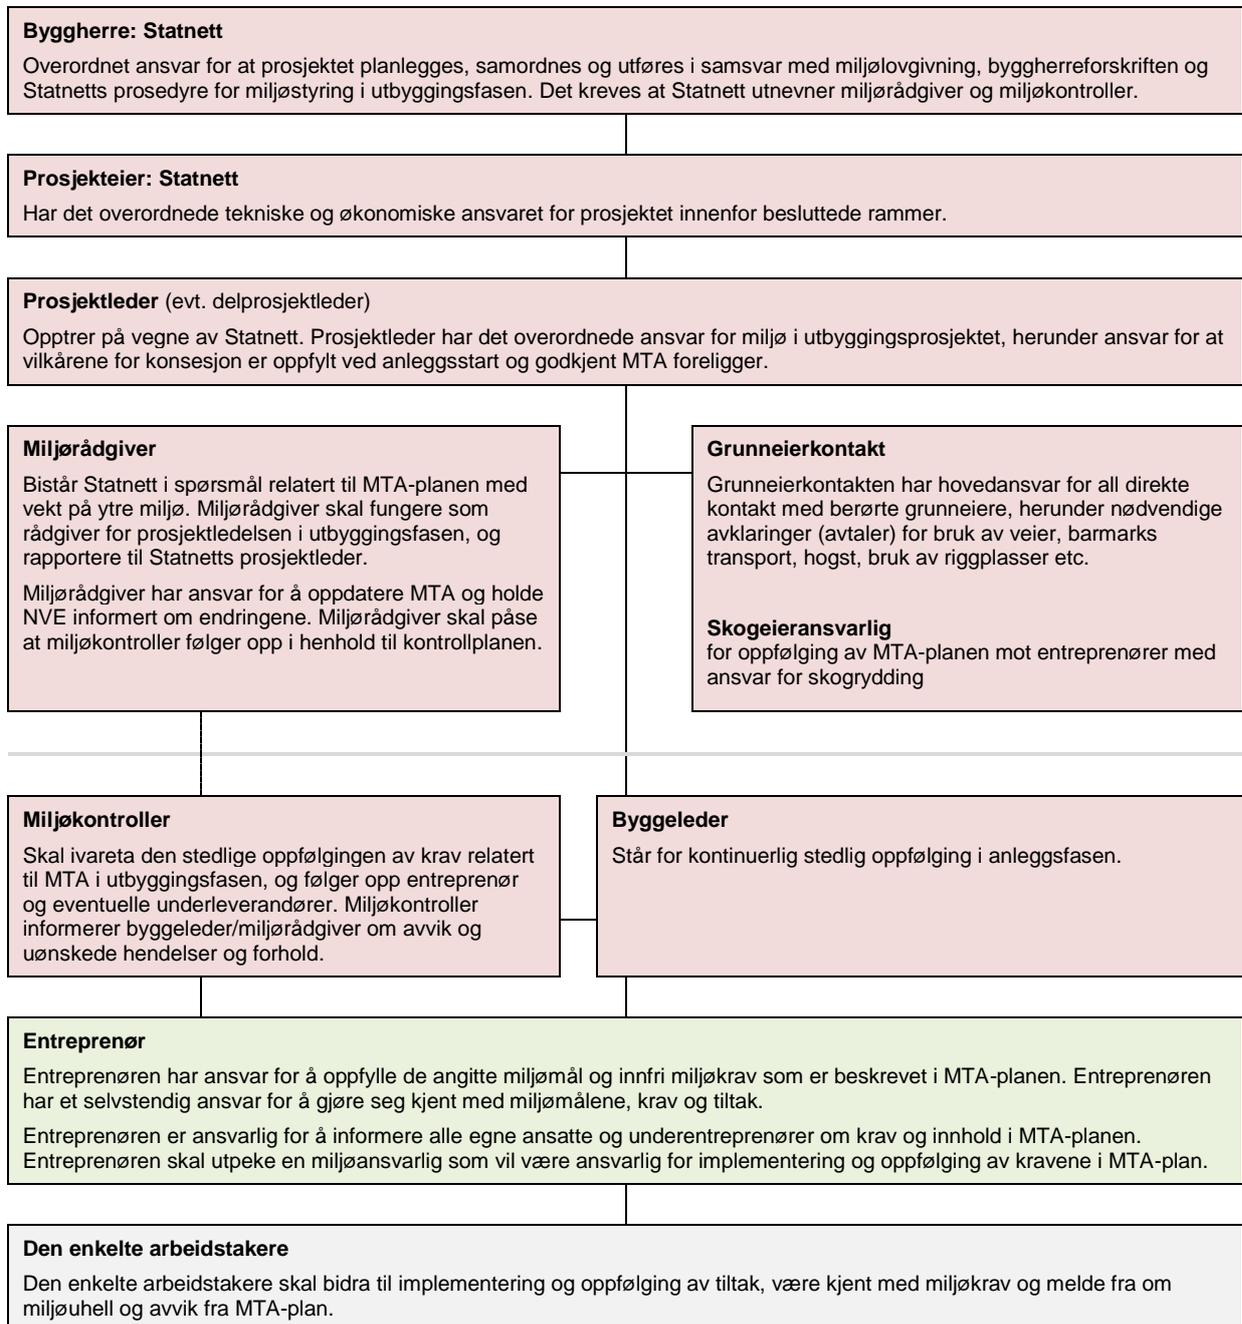 Byggherre: Statnett
Overordnet ansvar for at prosjektet planlegges, samordnes og utføres i samsvar med miljølovgivning, byggherreforskriften og
Statnetts prosedyre for miljøstyring i utbyggingsfasen. Det kreves at Statnett utnevner miljørådgiver og miljøkontroller.
Prosjekteier: Statnett
Har det overordnede tekniske og økonomiske ansvaret for prosjektet innenfor besluttede rammer.
Prosjektleder (evt. delprosjektleder)
Opptrer på vegne av Statnett. Prosjektleder har det overordnede ansvar for miljø i utbyggingsprosjektet, herunder ansvar for at
vilkårene for konsesjon er oppfylt ved anleggsstart og godkjent MTA foreligger.
Miljørådgiver
Bistår Statnett i spørsmål relatert til MTA-planen med
vekt på ytre miljø. Miljørådgiver skal fungere som
rådgiver for prosjektledelsen i utbyggingsfasen, og
rapportere til Statnetts prosjektleder.
Miljørådgiver har ansvar for å oppdatere MTA og holde
NVE informert om endringene. Miljørådgiver skal påse
at miljøkontroller følger opp i henhold til kontrollplanen.
Grunneierkontakt
Grunneierkontakten har hovedansvar for all direkte
kontakt med berørte grunneiere, herunder nødvendige
avklaringer (avtaler) for bruk av veier, barmarks
transport, hogst, bruk av riggplasser etc.
Skogeieransvarlig
for oppfølging av MTA-planen mot entreprenører med
ansvar for skogrydding
Miljøkontroller
Skal ivareta den stedlige oppfølgingen av krav relatert
til MTA i utbyggingsfasen, og følger opp entreprenør
og eventuelle underleverandører. Miljøkontroller
informerer byggeleder/miljørådgiver om avvik og
uønskede hendelser og forhold.
Byggeleder
Står for kontinuerlig stedlig oppfølging i anleggsfasen.
Entreprenør
Entreprenøren har ansvar for å oppfylle de angitte miljømål og innfri miljøkrav som er beskrevet i MTA-planen. Entreprenøren
har et selvstendig ansvar for å gjøre seg kjent med miljømålene, krav og tiltak.
Entreprenøren er ansvarlig for å informere alle egne ansatte og underentreprenører om krav og innhold i MTA-planen.
Entreprenøren skal utpeke en miljøansvarlig som vil være ansvarlig for implementering og oppfølging av kravene i MTA-plan.
Den enkelte arbeidstakere
Den enkelte arbeidstakere skal bidra til implementering og oppfølging av tiltak, være kjent med miljøkrav og melde fra om
miljøuhell og avvik fra MTA-plan.